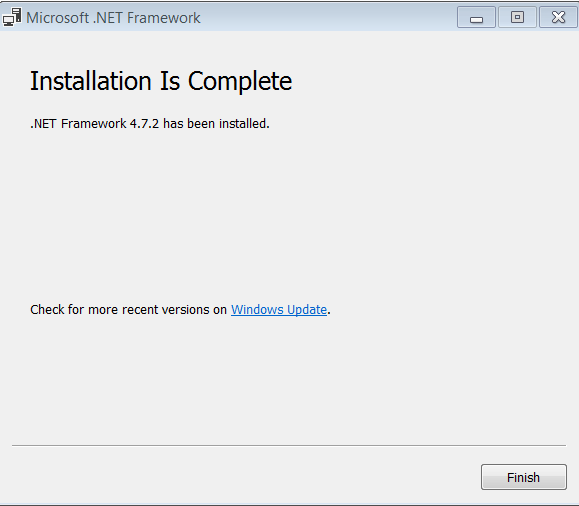 Microsoft .NET Framework
Installation Is Complete
.NET Framework 4.7.2 has been installed.
Check for more recent versions on Windows Update.
Finish